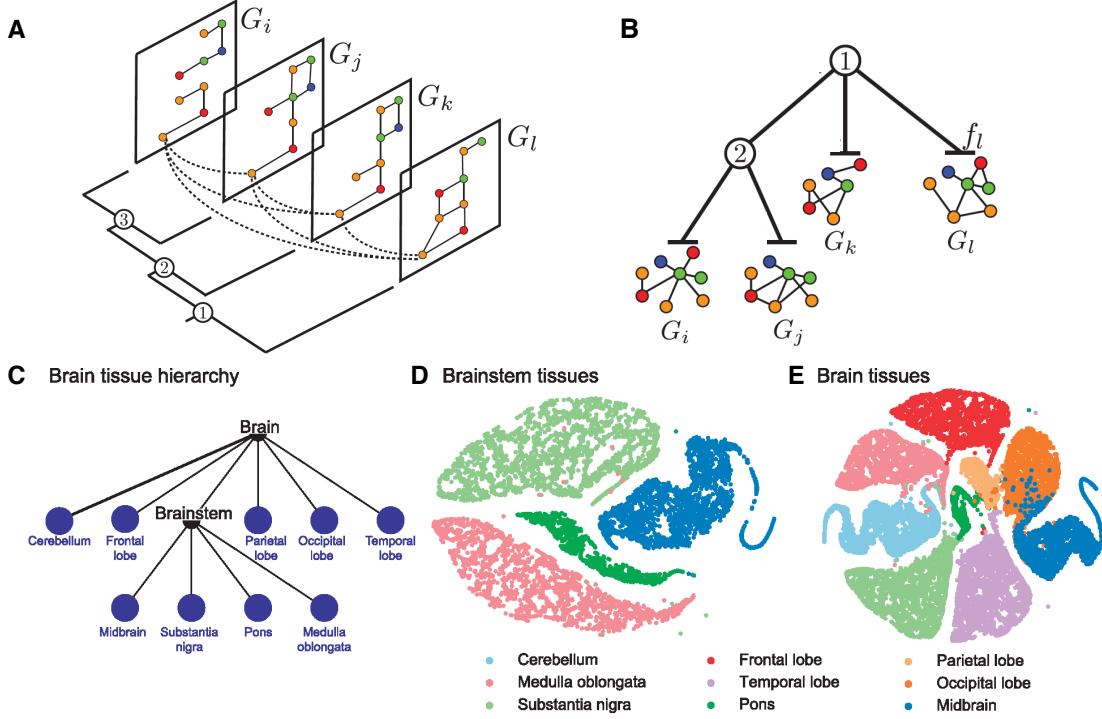 A
G_i
G_j
G_k
G_l
3
2
1
B
1
2
f_l
G_k
G_l
G_i
G_j
C Brain tissue hierarchy
Brain
Cerebellum
Frontal
lobe
Brainstem
Parietal
lobe
Occipital
lobe
Temporal
lobe
Midbrain
Substantia
nigra
Pons
Medulla
oblongata
D Brainstem tissues
E Brain tissues
Cerebellum
Medulla oblongata
Substantia nigra
Frontal lobe
Temporal lobe
Pons
Parietal lobe
Occipital lobe
Midbrain